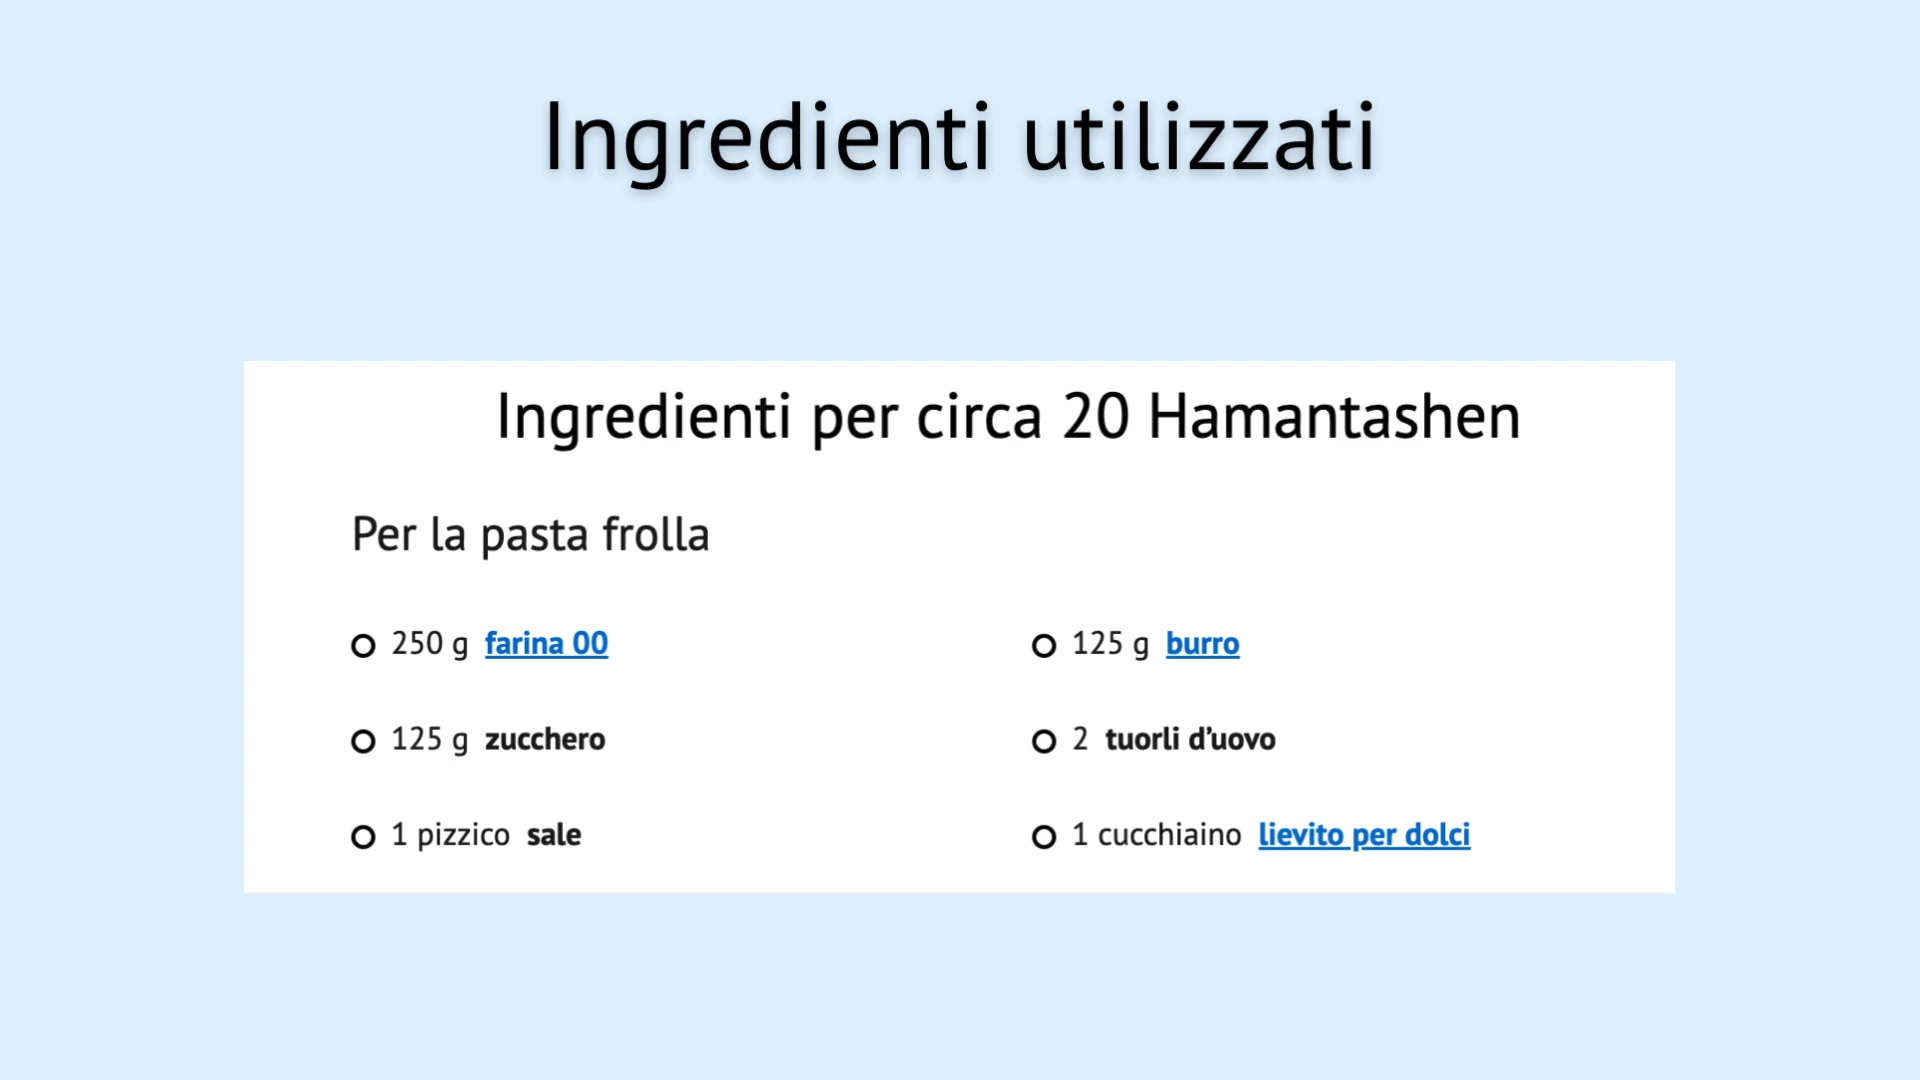 Ingredienti utilizzati
Ingredienti per circa 20 Hamantashen
Per la pasta frolla
250 g farina 00
125 g burro
125 g zucchero
2 tuorli d’uovo
1 pizzico sale
1 cucchiaino lievito per dolci